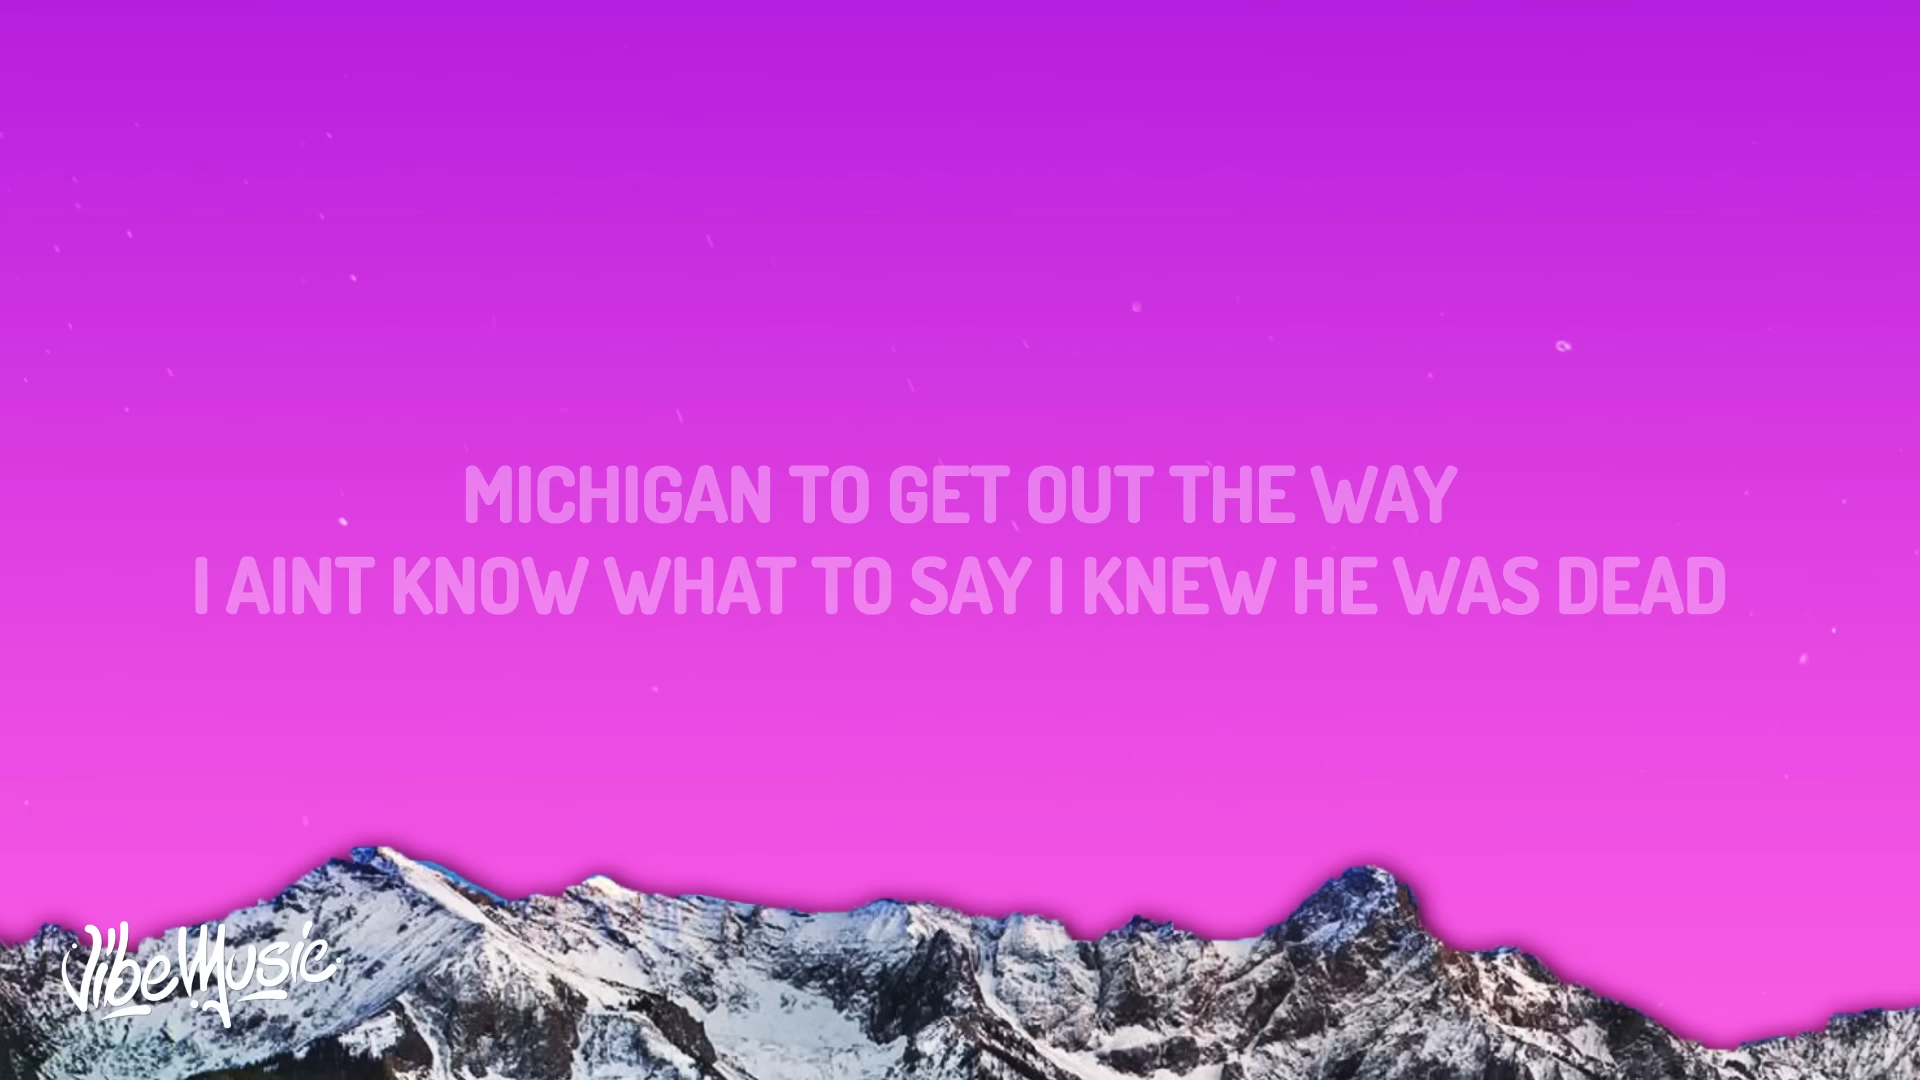 MICHIGAN TO GET OUT THE WAY
I AINT KNOW WHAT TO SAY I KNEW HE WAS DEAD
VibeMusic